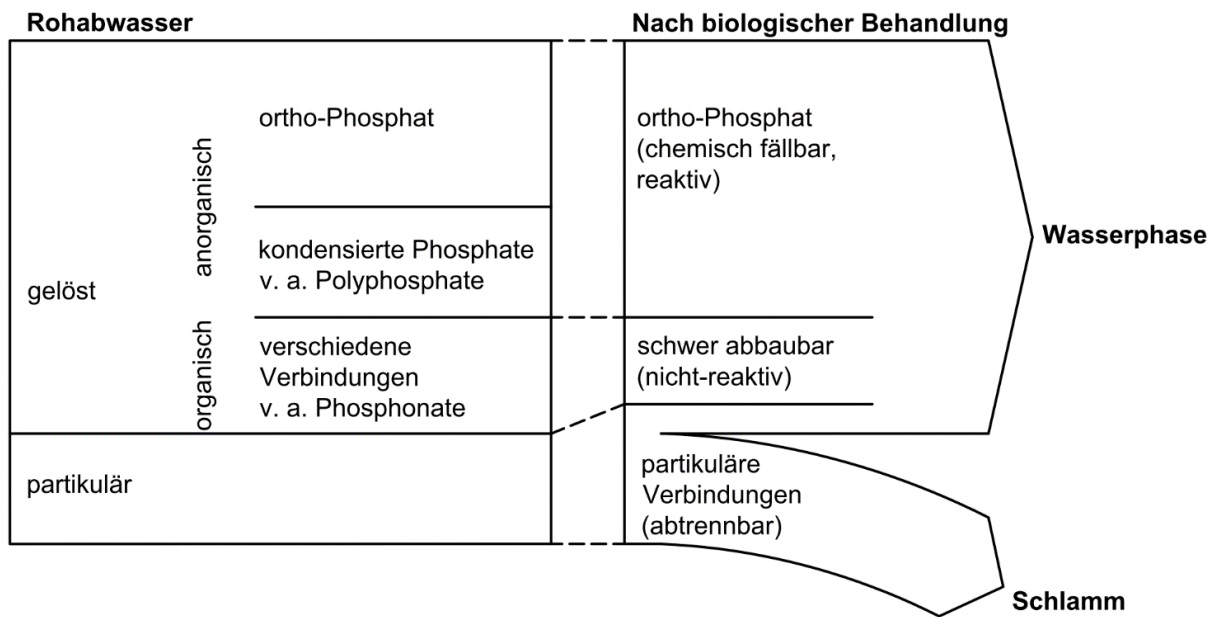 Rohabwasser
Nach biologischer Behandlung
gelöst
anorganisch
organisch
ortho-Phosphat
kondensierte Phosphate
v. a. Polyphosphate
verschiedene
Verbindungen
v. a. Phosphonate
partikulär
ortho-Phosphat
(chemisch fällbar,
reaktiv)
schwer abbaubar
(nicht-reaktiv)
partikuläre
Verbindungen
(abtrennbar)
Wasserphase
Schlamm